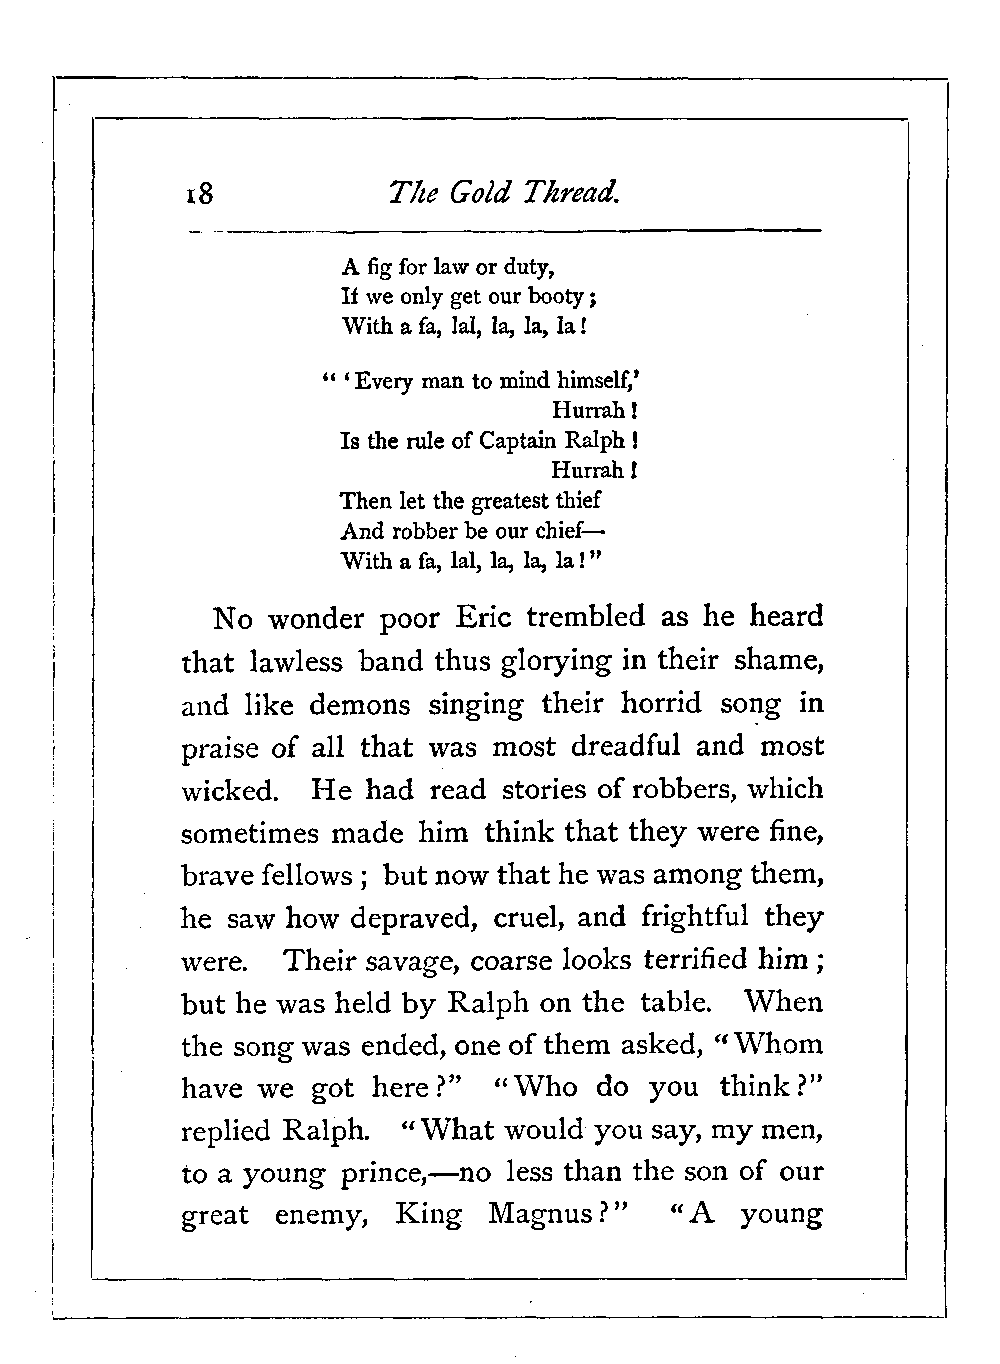 18 The Gold Thread.
A fig for law or duty,
If we only get our booty;
With a fa, lal, la, la, la!
" 'Every man to mind himself,'
Hurrah!
Is the rule of Captain Ralph!
Hurrah!
Then let the greatest thief
And robber be our chief—
With a fa, lal, la, la, la!"
No wonder poor Eric trembled as he heard
that lawless band thus glorying in their shame,
and like demons singing their horrid song in
praise of all that was most dreadful and most
wicked. He had read stories of robbers, which
sometimes made him think that they were fine,
brave fellows; but now that he was among them,
he saw how depraved, cruel, and frightful they
were. Their savage, coarse looks terrified him;
but he was held by Ralph on the table. When
the song was ended, one of them asked, "Whom
have we got here?" "Who do you think?"
replied Ralph. "What would you say, my men,
to a young prince,—no less than the son of our
great enemy, King Magnus?" "A young